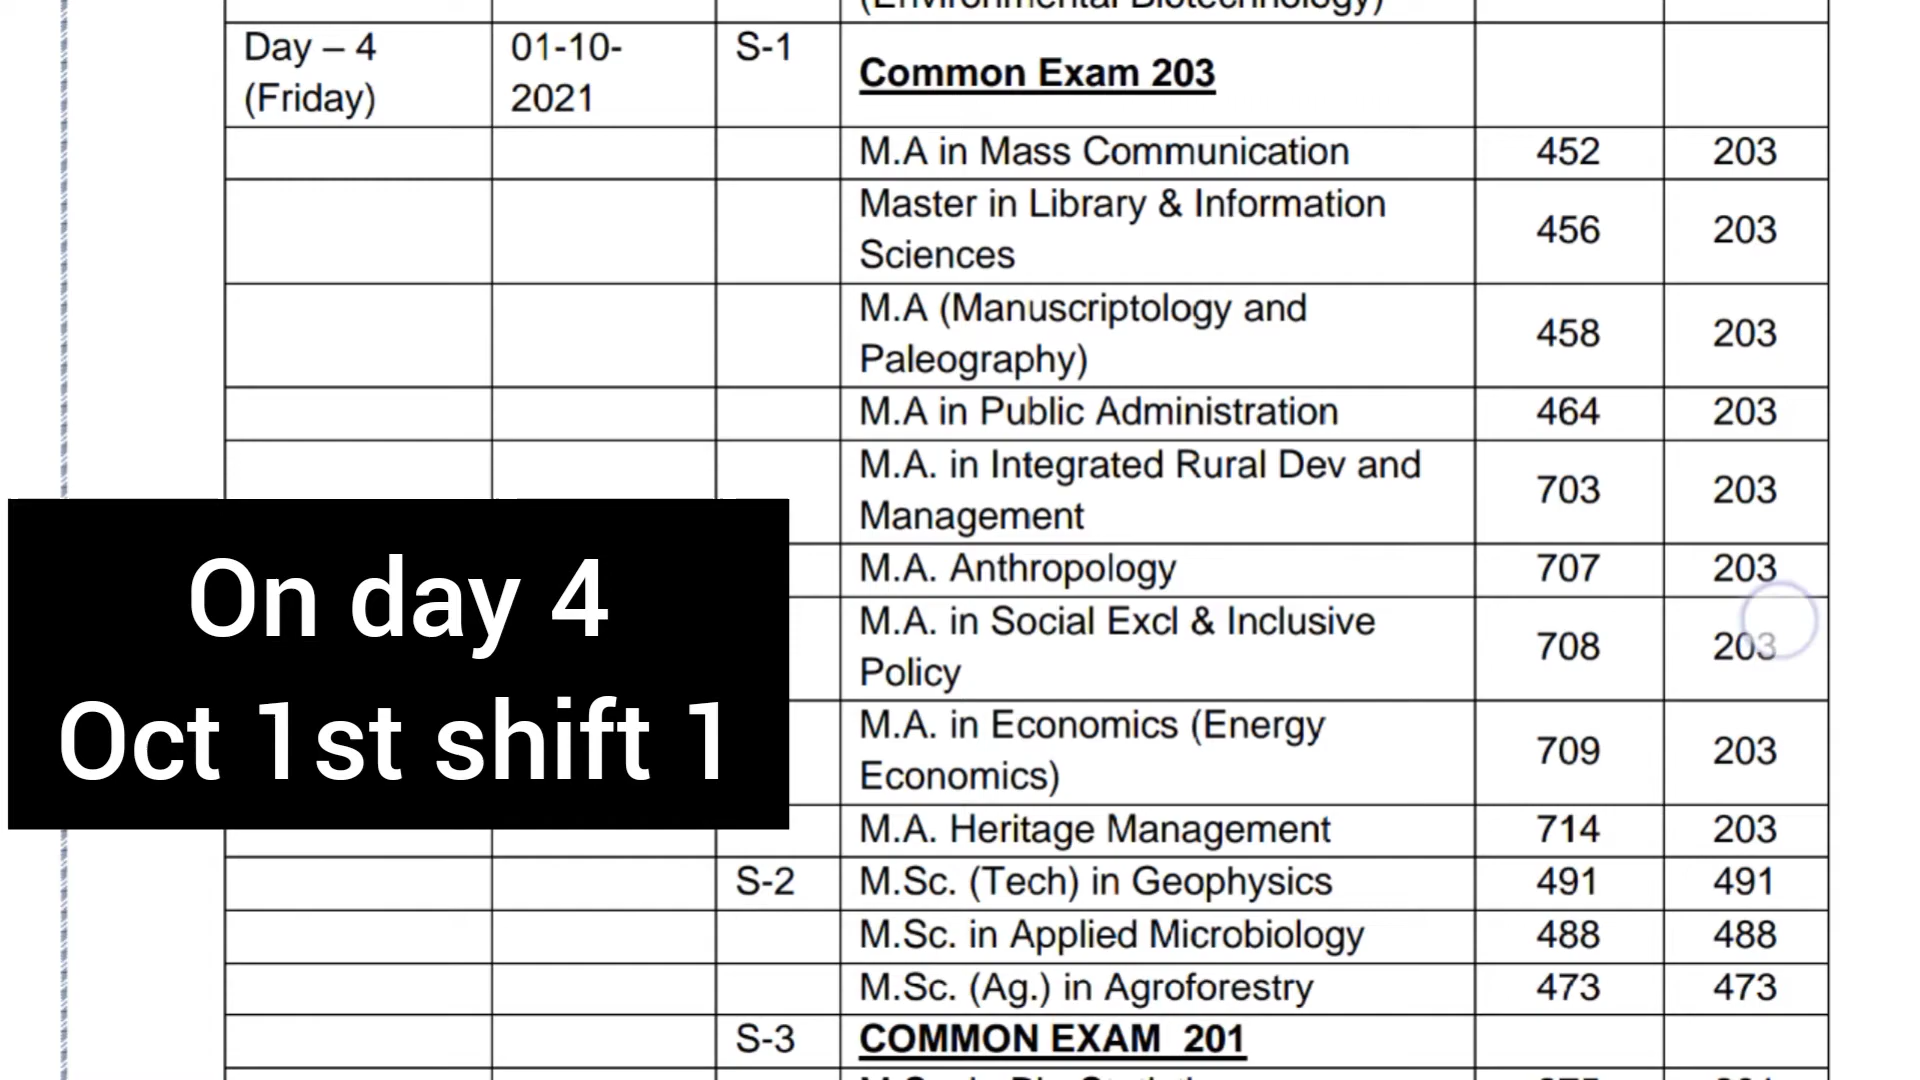 (Environmental Biotechnology)
Day – 4 01-10- S-1 Common Exam 203
(Friday) 2021
M.A in Mass Communication 452 203
Master in Library & Information
Sciences 456 203
M.A (Manuscriptology and
Paleography) 458 203
M.A in Public Administration 464 203
M.A. in Integrated Rural Dev and
Management 703 203
M.A. Anthropology 707 203
M.A. in Social Excl & Inclusive
Policy 708 203
M.A. in Economics (Energy
Economics) 709 203
M.A. Heritage Management 714 203
S-2 M.Sc. (Tech) in Geophysics 491 491
M.Sc. in Applied Microbiology 488 488
M.Sc. (Ag.) in Agroforestry 473 473
S-3 COMMON EXAM 201
On day 4
Oct 1st shift 1